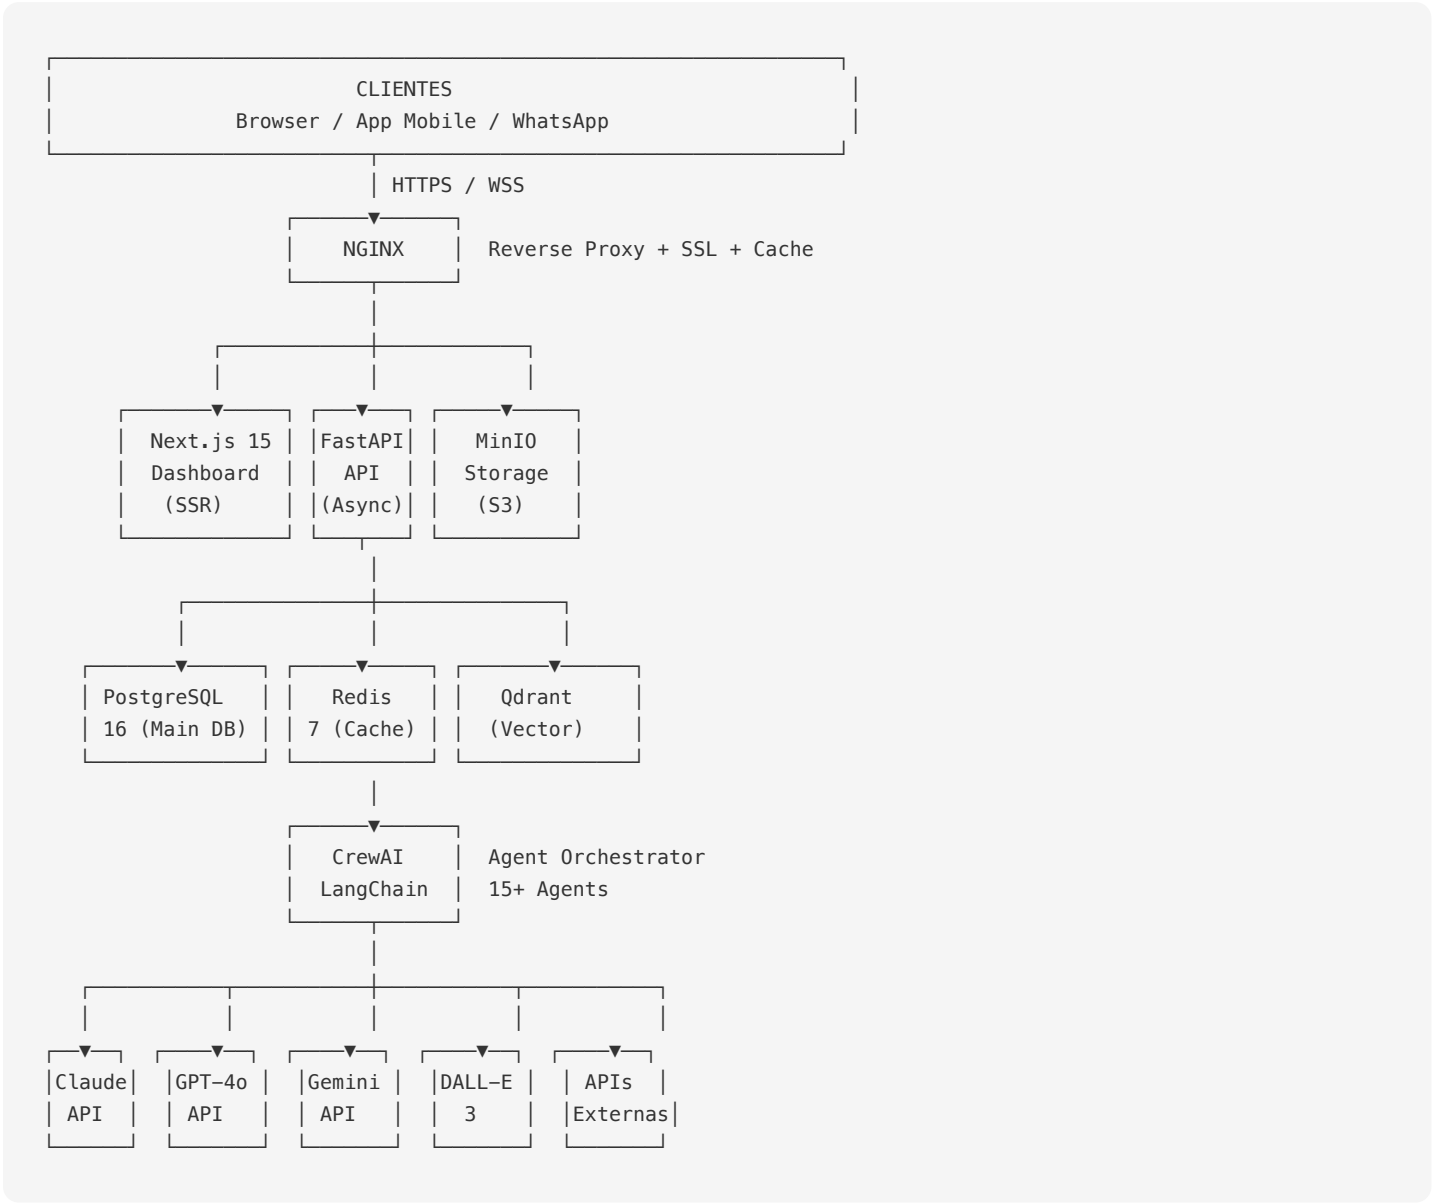 CLIENTES
Browser / App Mobile / WhatsApp
HTTPS / WSS
NGINX Reverse Proxy + SSL + Cache
Next.js 15 FastAPI MinIO
Dashboard API Storage
(SSR) (Async) (S3)
PostgreSQL Redis Qdrant
16 (Main DB) 7 (Cache) (Vector)
CrewAI Agent Orchestrator
LangChain 15+ Agents
Claude GPT-4o Gemini DALL-E APIs
API API API 3 Externas